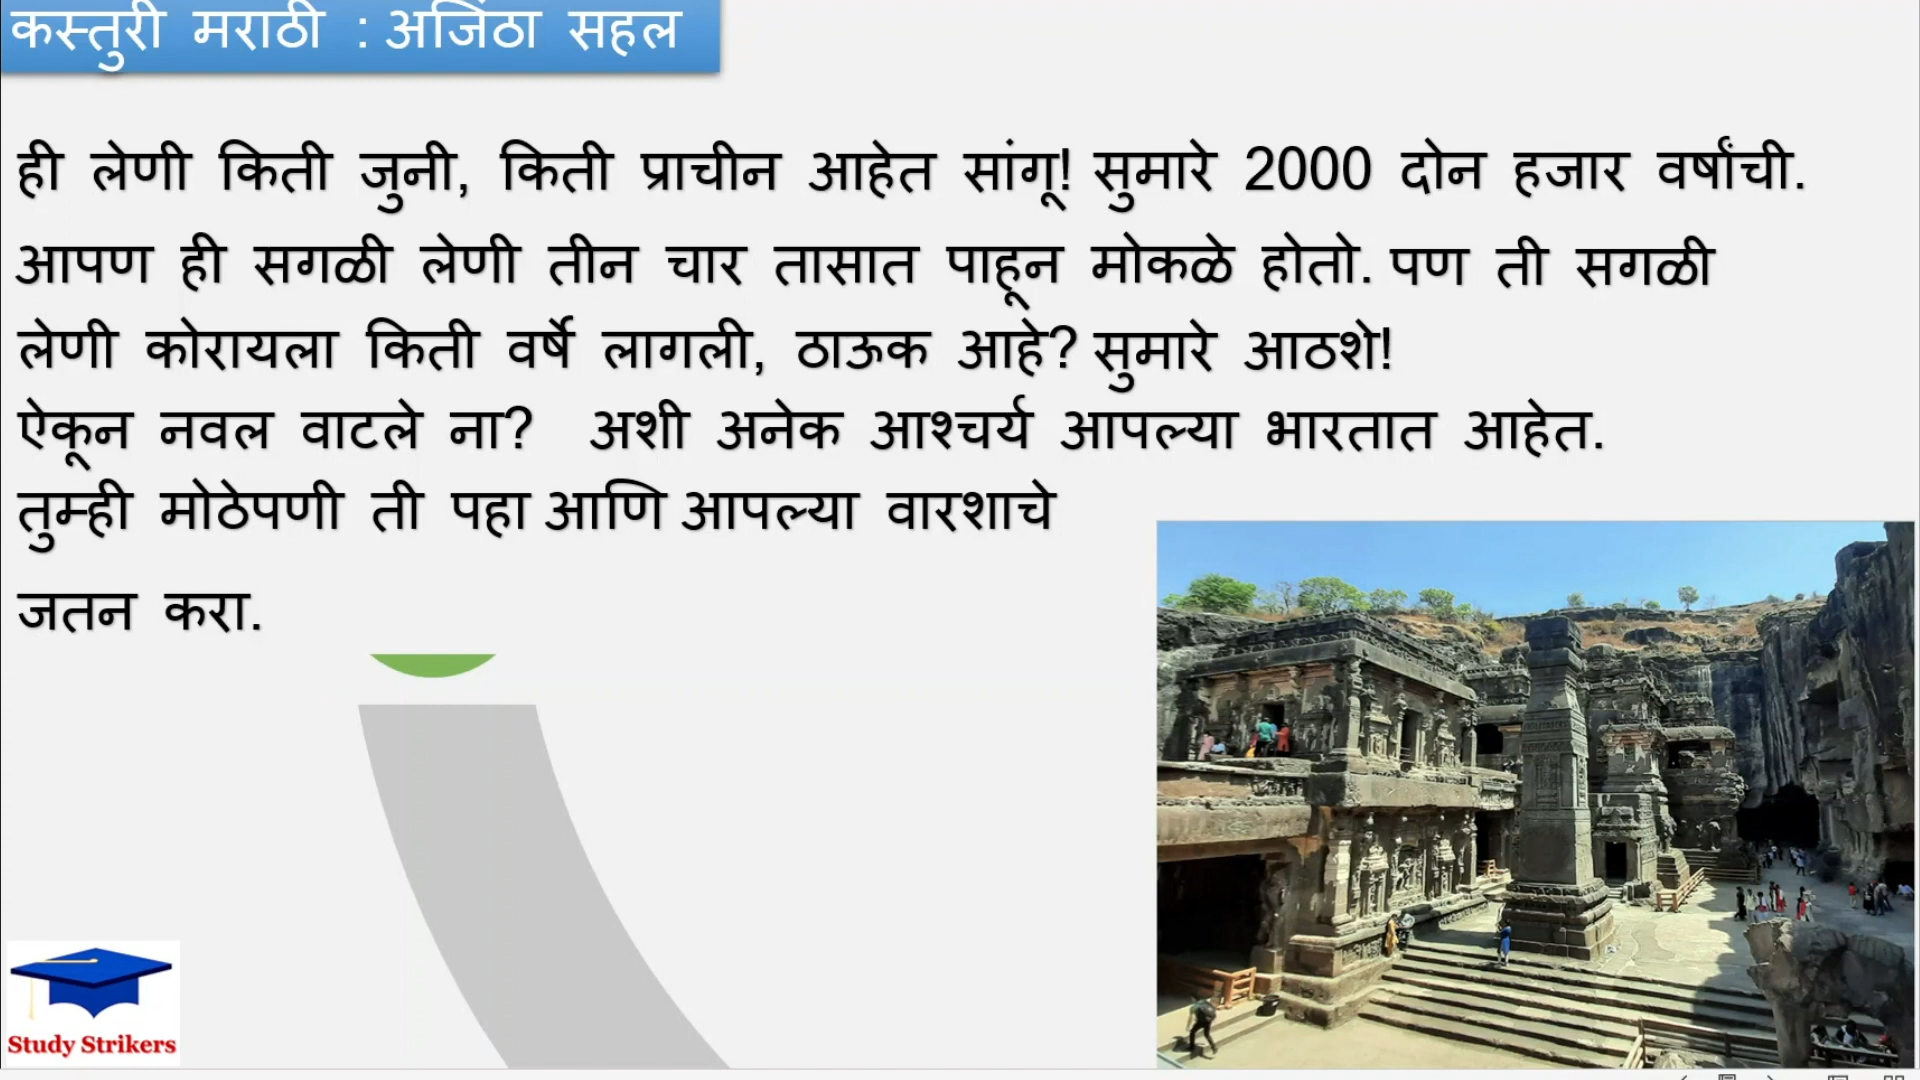 कस्तुरी मराठी : अजिंठा सहल
ही लेणी किती जुनी, किती प्राचीन आहेत सांगू! सुमारे 2000 दोन हजार वर्षांची.
आपण ही सगळी लेणी तीन चार तासात पाहून मोकळे होतो. पण ती सगळी
लेणी कोरायला किती वर्षे लागली, ठाऊक आहे? सुमारे आठशे!
ऐकून नवल वाटले ना? अशी अनेक आश्चर्य आपल्या भारतात आहेत.
तुम्ही मोठेपणी ती पहा आणि आपल्या वारशाचे
जतन करा.
Study Strikers